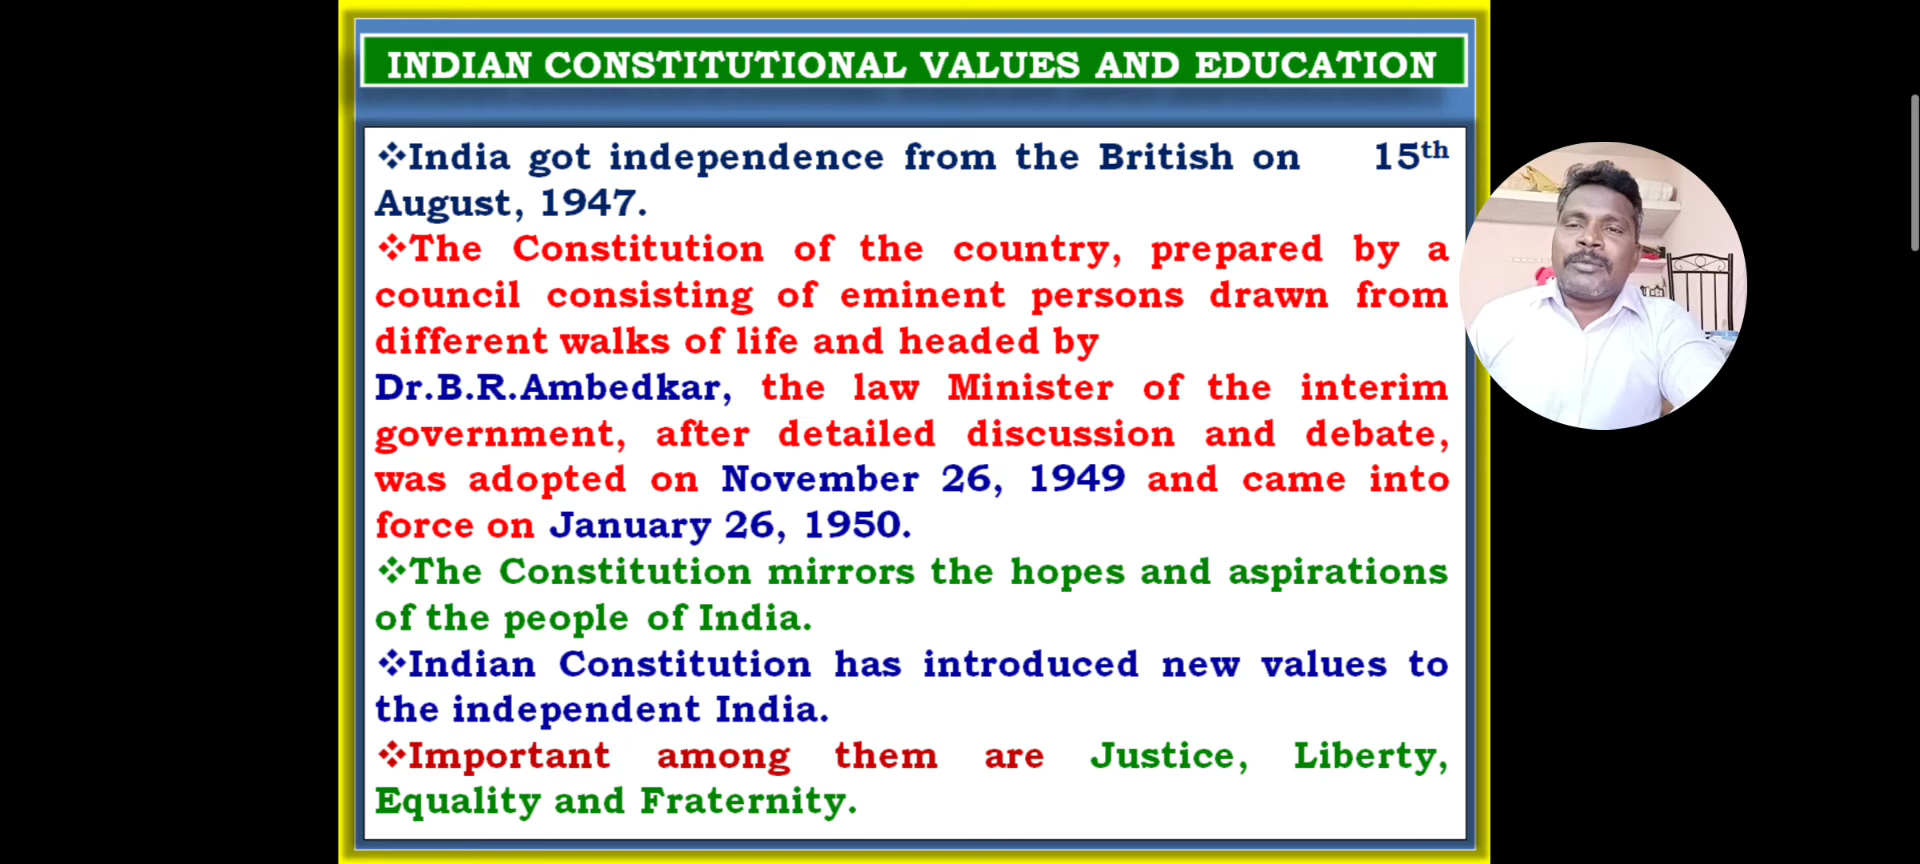 INDIAN CONSTITUTIONAL VALUES AND EDUCATION
❖India got independence from the British on 15th
August, 1947.
❖The Constitution of the country, prepared by a
council consisting of eminent persons drawn from
different walks of life and headed by
Dr.B.R.Ambedkar, the law Minister of the interim
government, after detailed discussion and debate,
was adopted on November 26, 1949 and came into
force on January 26, 1950.
❖The Constitution mirrors the hopes and aspirations
of the people of India.
❖Indian Constitution has introduced new values to
the independent India.
❖Important among them are Justice, Liberty,
Equality and Fraternity.